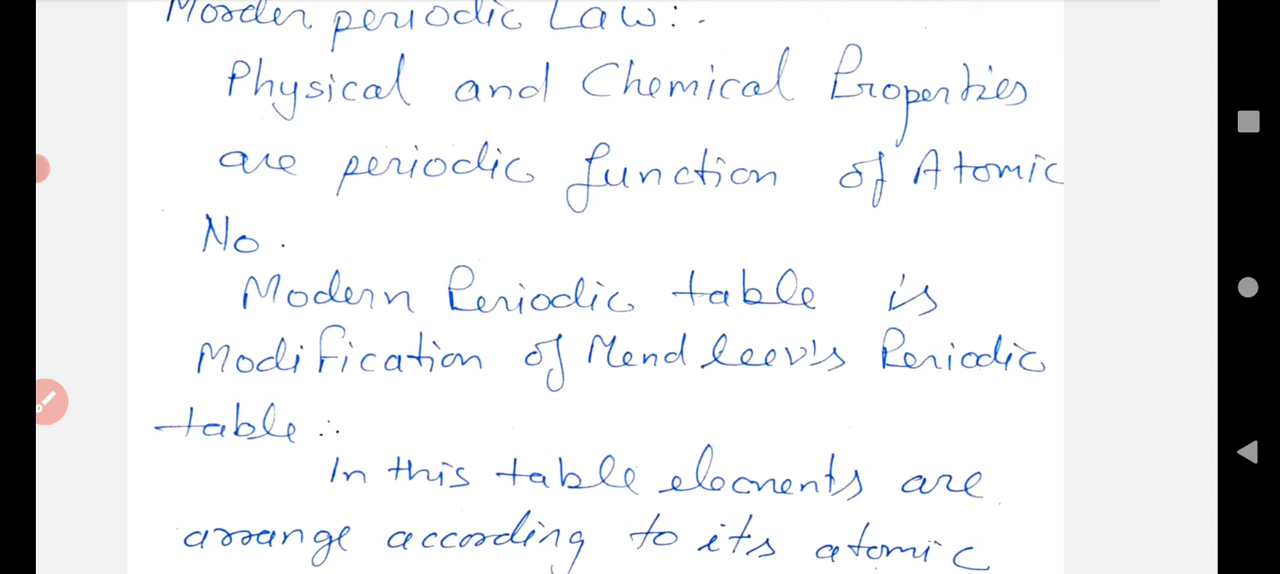 Morder periodic Law:-
Physical and Chemical Properties
are periodic function of Atomic
No.
Modern Periodic table is
Modification of Mendleev's Periodic
table ∴
In this table elements are
arrange according to its atomic